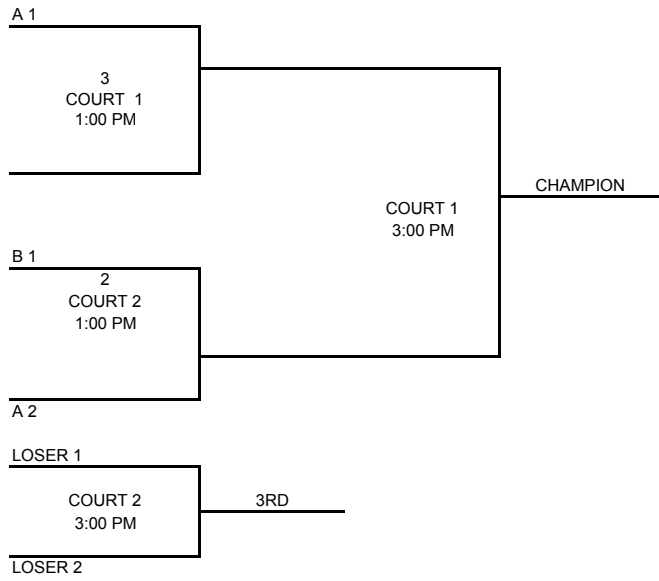 A 1
3
COURT 1
1:00 PM
CHAMPION
COURT 1
3:00 PM
B 1
2
COURT 2
1:00 PM
A 2
LOSER 1
COURT 2
3:00 PM
3RD
LOSER 2